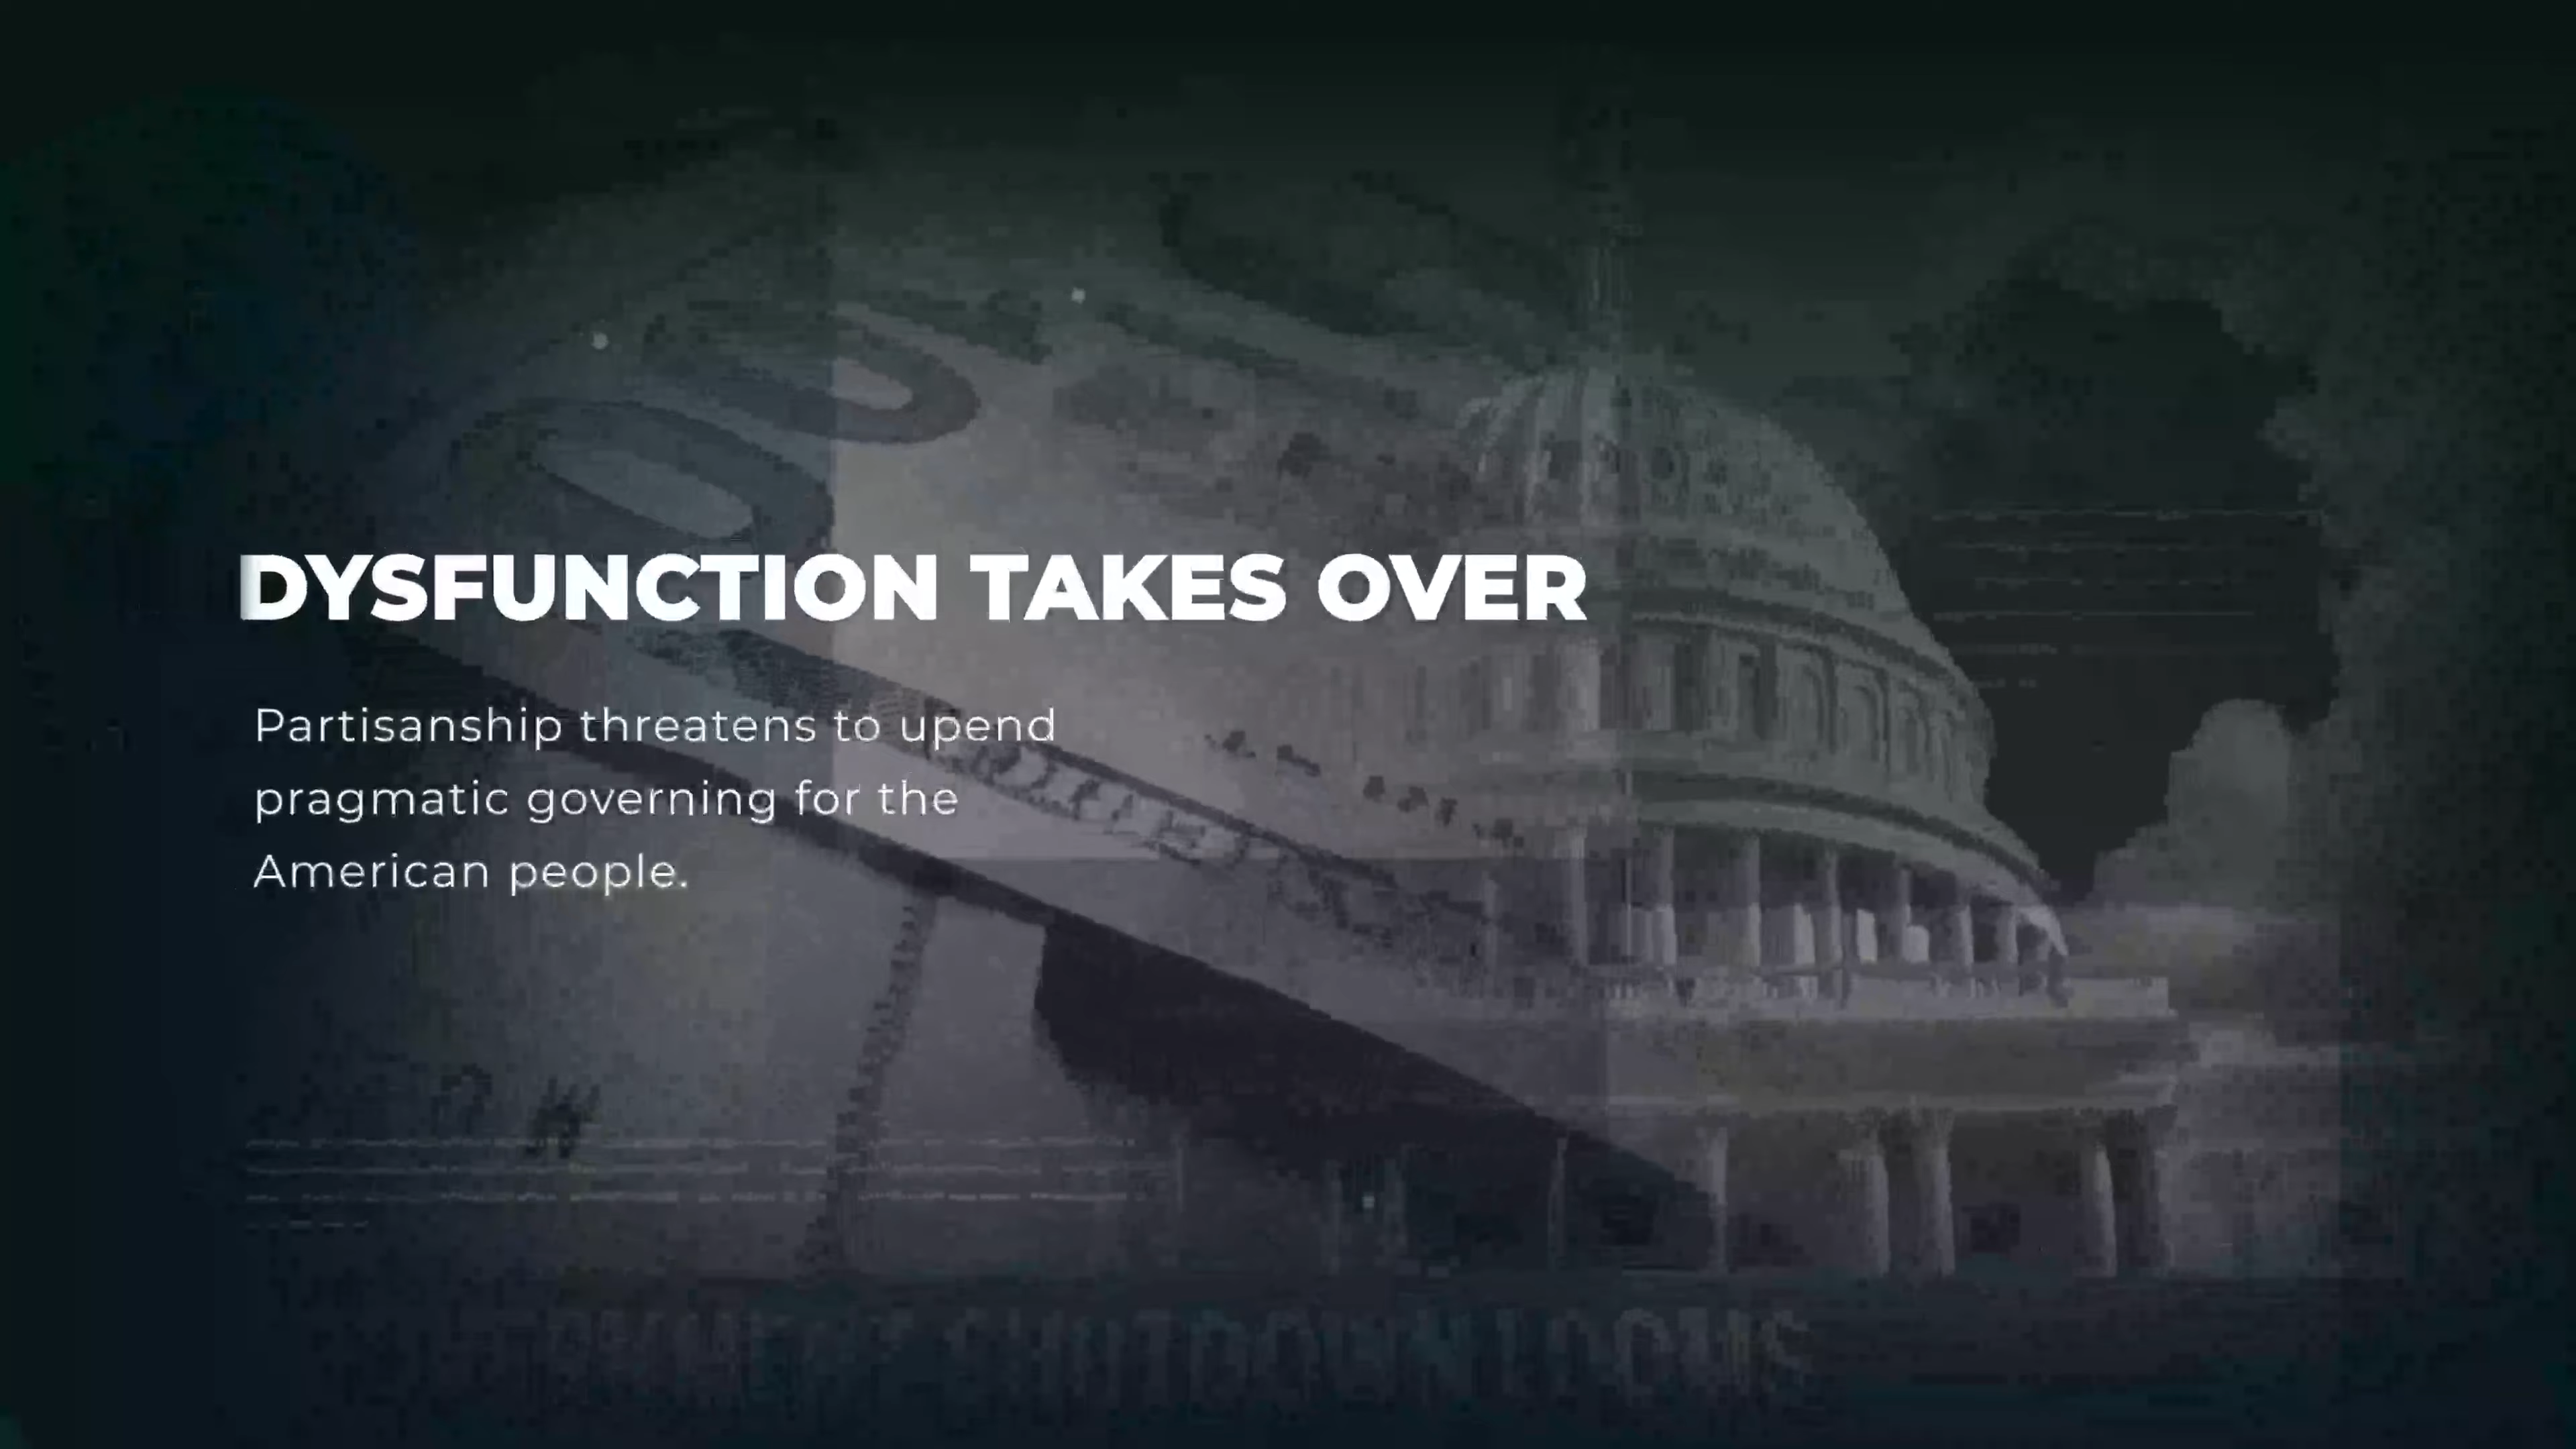 DYSFUNCTION TAKES OVER
Partisanship threatens to upend
pragmatic governing for the
American people.